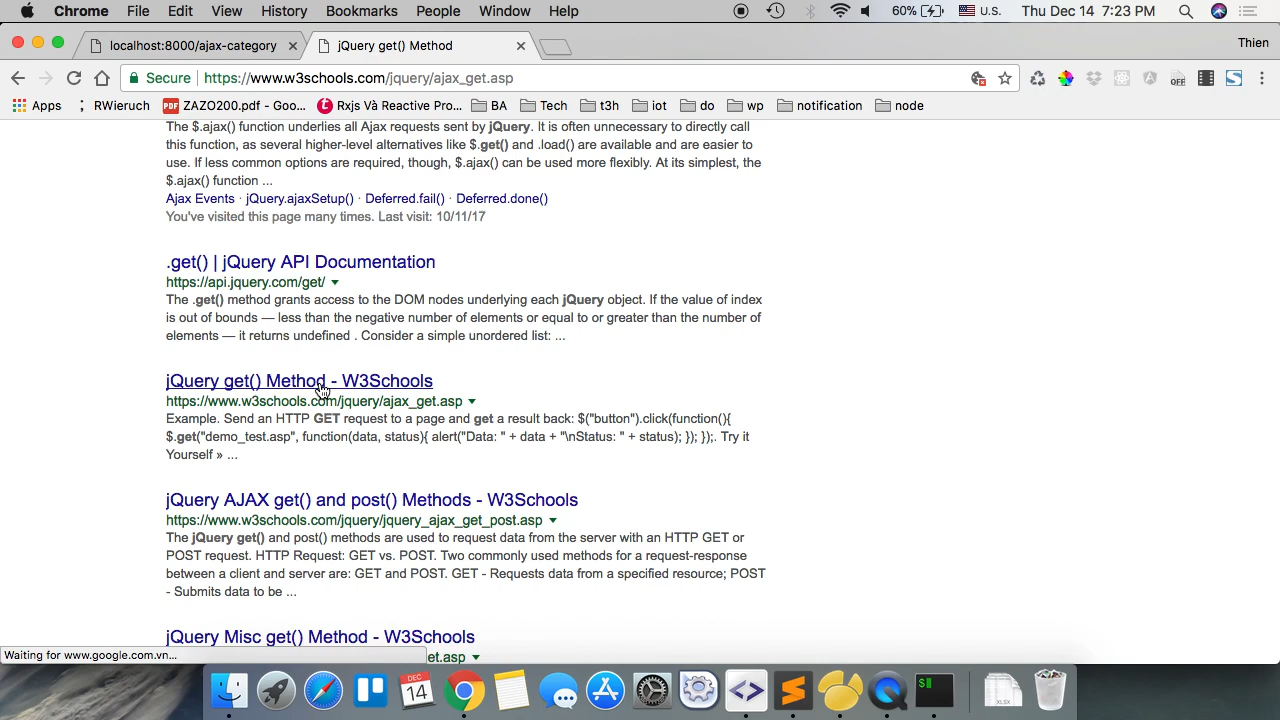 Chrome File Edit View History Bookmarks People Window Help 60% U.S. Thu Dec 14 7:23 PM
localhost:8000/ajax-category jQuery get() Method Thien
Secure https://www.w3schools.com/jquery/ajax_get.asp OFF
Apps RWieruch PDF ZAZO200.pdf - Goo... Rxjs Và Reactive Pro... BA Tech t3h iot do wp notification node
The $.ajax() function underlies all Ajax requests sent by jQuery. It is often unnecessary to directly call
this function, as several higher-level alternatives like $.get() and .load() are available and are easier to
use. If less common options are required, though, $.ajax() can be used more flexibly. At its simplest, the
$.ajax() function ...
Ajax Events · jQuery.ajaxSetup() · Deferred.fail() · Deferred.done()
You've visited this page many times. Last visit: 10/11/17
.get() | jQuery API Documentation
https://api.jquery.com/get/
The .get() method grants access to the DOM nodes underlying each jQuery object. If the value of index
is out of bounds — less than the negative number of elements or equal to or greater than the number of
elements — it returns undefined . Consider a simple unordered list: ...
jQuery get() Method - W3Schools
https://www.w3schools.com/jquery/ajax_get.asp
Example. Send an HTTP GET request to a page and get a result back: $("button").click(function(){
$.get("demo_test.asp", function(data, status){ alert("Data: " + data + "\nStatus: " + status); }); });. Try it
Yourself » ...
jQuery AJAX get() and post() Methods - W3Schools
https://www.w3schools.com/jquery/jquery_ajax_get_post.asp
The jQuery get() and post() methods are used to request data from the server with an HTTP GET or
POST request. HTTP Request: GET vs. POST. Two commonly used methods for a request-response
between a client and server are: GET and POST. GET - Requests data from a specified resource; POST
- Submits data to be ...
jQuery Misc get() Method - W3Schools
Waiting for www.google.com.vn... et.asp
DEC
14
XLSX